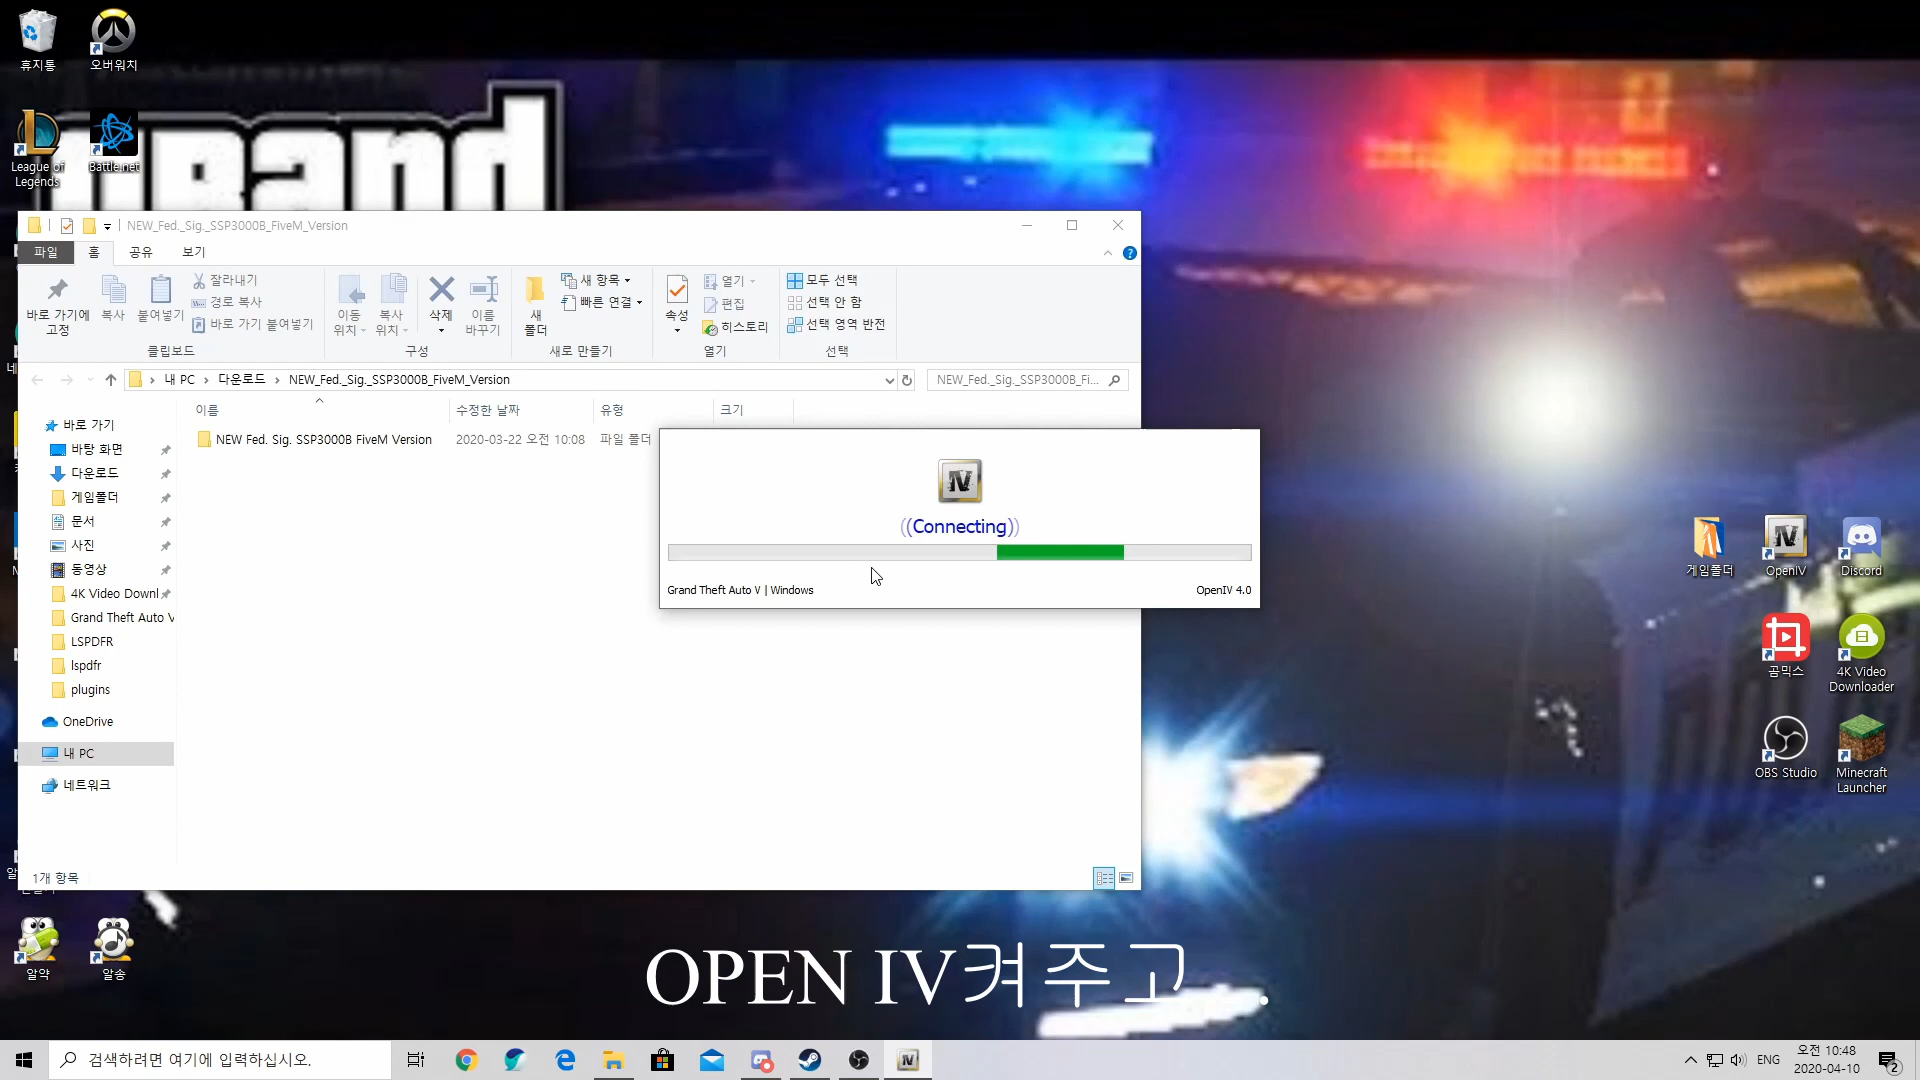 휴지통
오버워치
League of
Legends
Battle.net
Grand
NEW_Fed._Sig._SSP3000B_FiveM_Version
파일
홈
공유
보기
바로 가기에
고정
복사
붙여넣기
잘라내기
경로 복사
바로 가기 붙여넣기
클립보드
이동
위치
복사
위치
삭제
이름
바꾸기
구성
새
폴더
새 항목
빠른 연결
새로 만들기
속성
열기
편집
히스토리
열기
모두 선택
선택 안 함
선택 영역 반전
선택
내 PC
다운로드
NEW_Fed._Sig._SSP3000B_FiveM_Version
NEW_Fed._Sig._SSP3000B_Fi...
이름
수정한 날짜
유형
크기
NEW Fed. Sig. SSP3000B FiveM Version
2020-03-22 오전 10:08
파일 폴더
바로 가기
바탕 화면
다운로드
게임폴더
문서
사진
동영상
4K Video Downl
Grand Theft Auto V
LSPDFR
lspdfr
plugins
OneDrive
내 PC
네트워크
1개 항목
IV
((Connecting))
Grand Theft Auto V | Windows
OpenIV 4.0
게임폴더
OpenIV
Discord
곰믹스
4K Video
Downloader
OBS Studio
Minecraft
Launcher
알약
알송
OPEN IV켜주고..
검색하려면 여기에 입력하십시오.
ENG
오전 10:48
2020-04-10
2